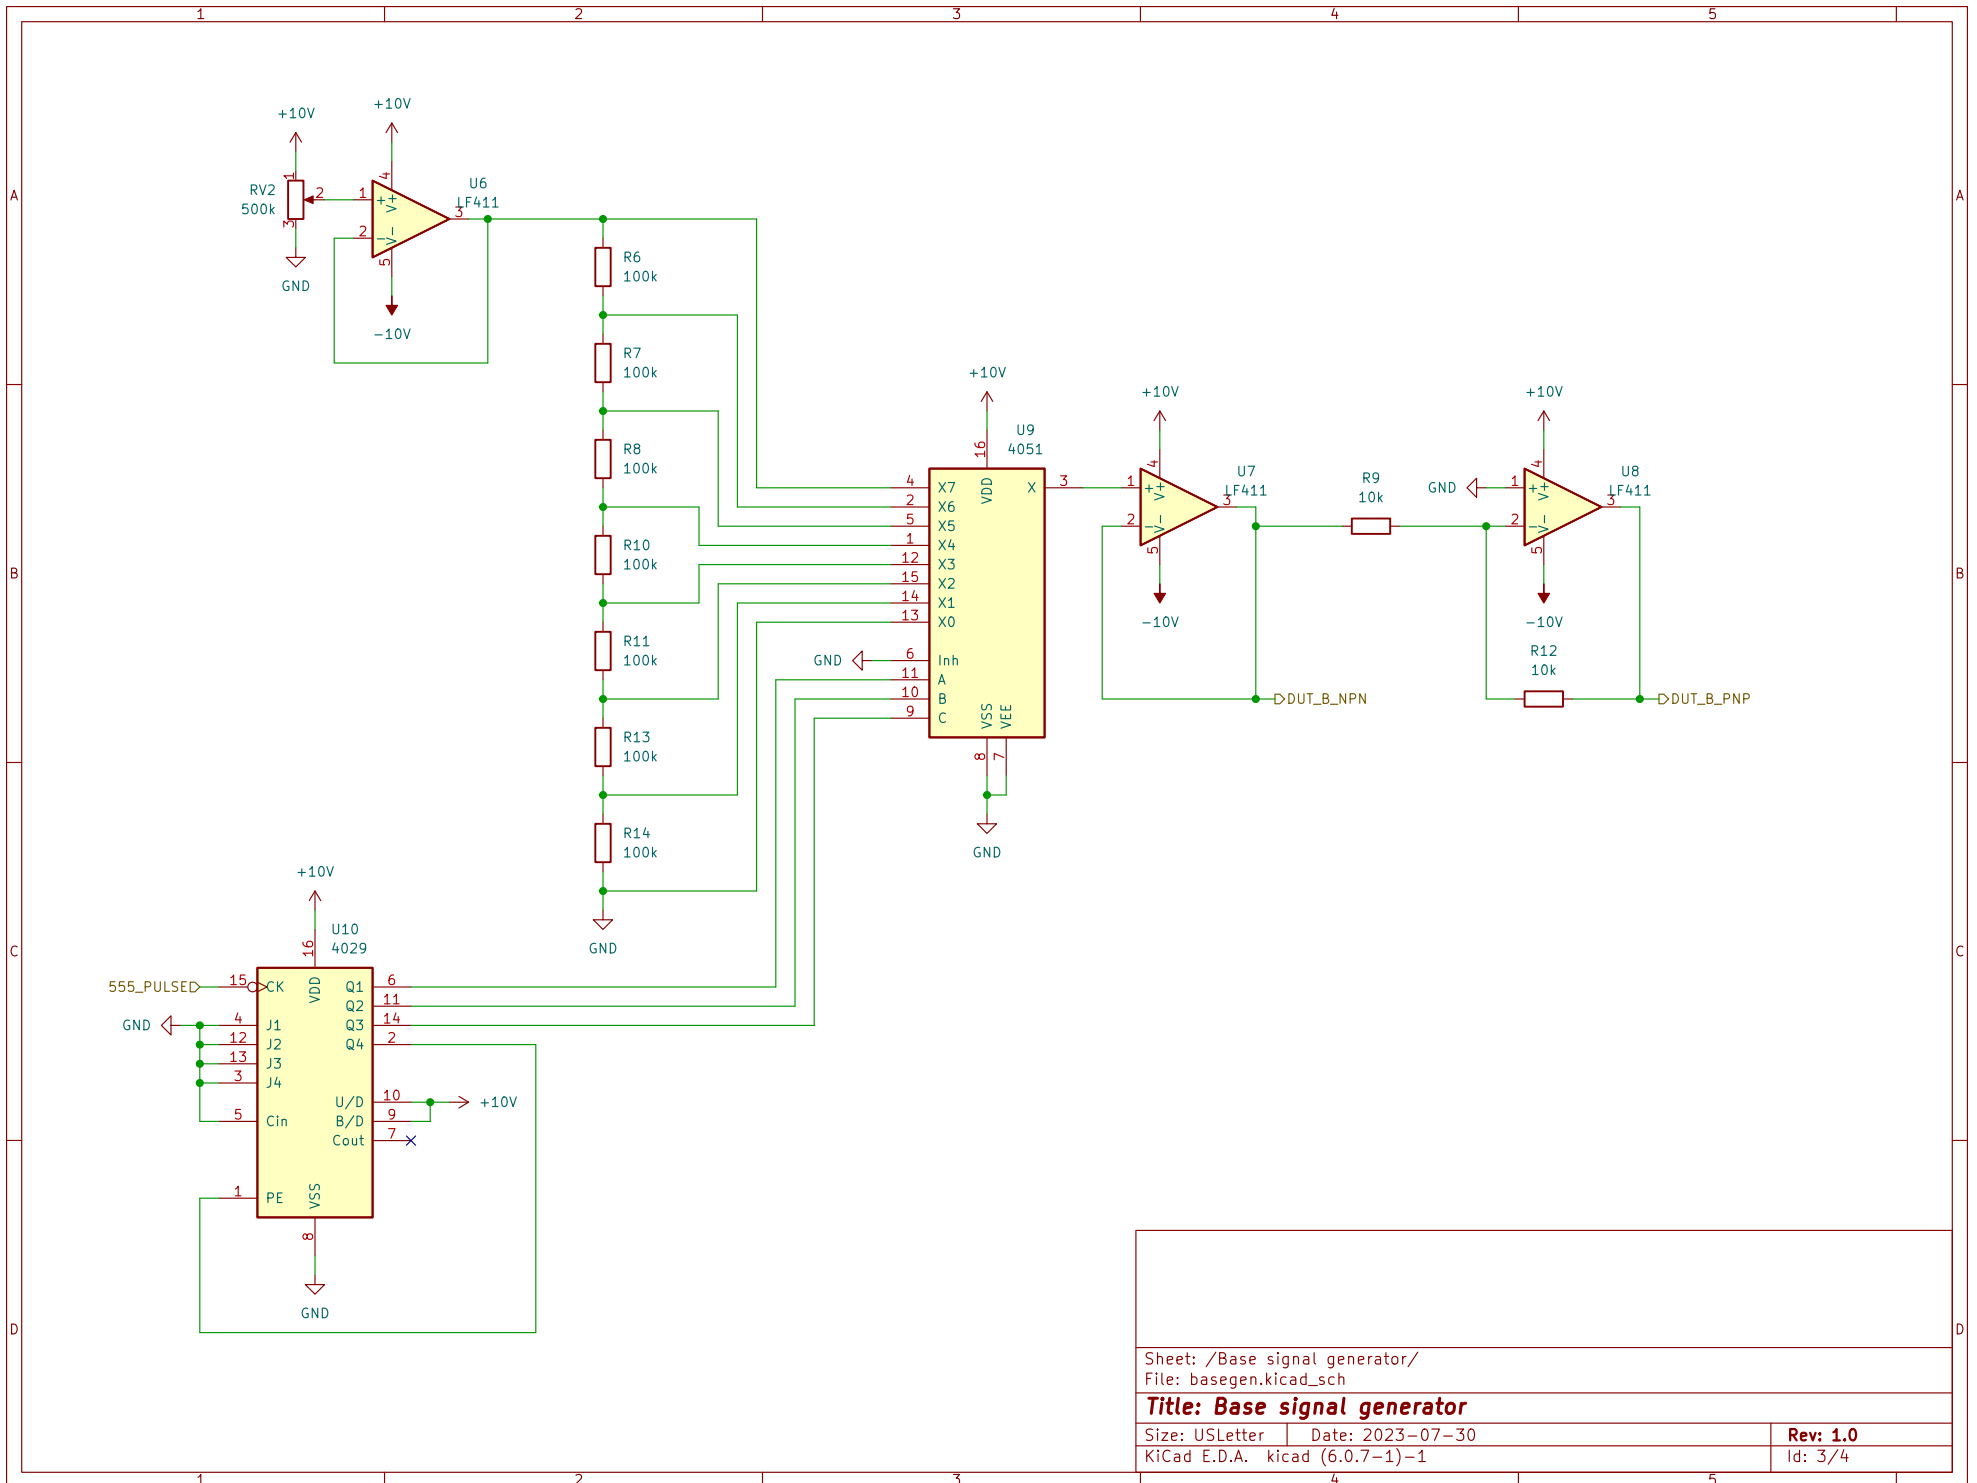 1 2 3 4 5
A A
B B
C C
D D
+10V
RV2
500k
1
2
3
GND
+10V
U6
LF411
1
2
3
4
5
+
−
V+
V-
-10V
R6
100k
R7
100k
R8
100k
R10
100k
R11
100k
R13
100k
R14
100k
GND
+10V
U9
4051
16
VDD
4 X7
2 X6
5 X5
1 X4
12 X3
15 X2
14 X1
13 X0
GND 6 Inh
11 A
10 B
9 C
X 3
VSS VEE
8 7
GND
+10V
U7
LF411
1
2
3
4
5
+
−
V+
V-
-10V
DUT_B_NPN
R9
10k
GND
+10V
U8
LF411
1
2
3
4
5
+
−
V+
V-
-10V
R12
10k
DUT_B_PNP
+10V
U10
4029
16
VDD
555_PULSE 15 CK
GND 4 J1
12 J2
13 J3
3 J4
5 Cin
1 PE
Q1 6
Q2 11
Q3 14
Q4 2
U/D 10
B/D 9
Cout 7
+10V
VSS
8
GND
Sheet: /Base signal generator/
File: basegen.kicad_sch
Title: Base signal generator
Size: USLetter Date: 2023-07-30 Rev: 1.0
KiCad E.D.A. kicad (6.0.7-1)-1 Id: 3/4
1 2 3 4 5